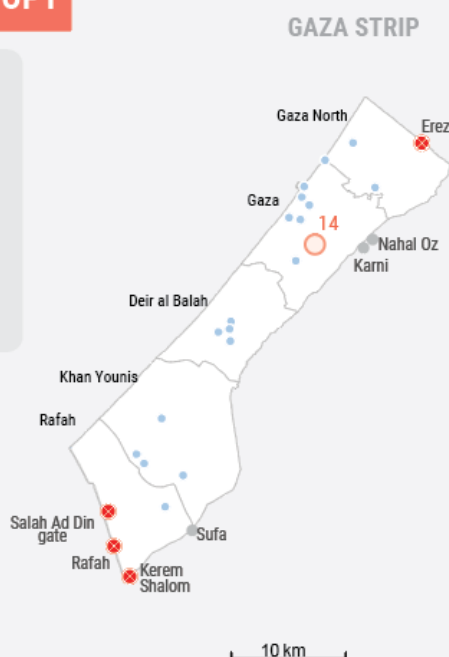 OPT
GAZA STRIP
Gaza North
Erez
Gaza
14
Nahal Oz
Karni
Deir al Balah
Khan Younis
Rafah
Salah Ad Din
gate
Sufa
Rafah
Kerem
Shalom
10 km